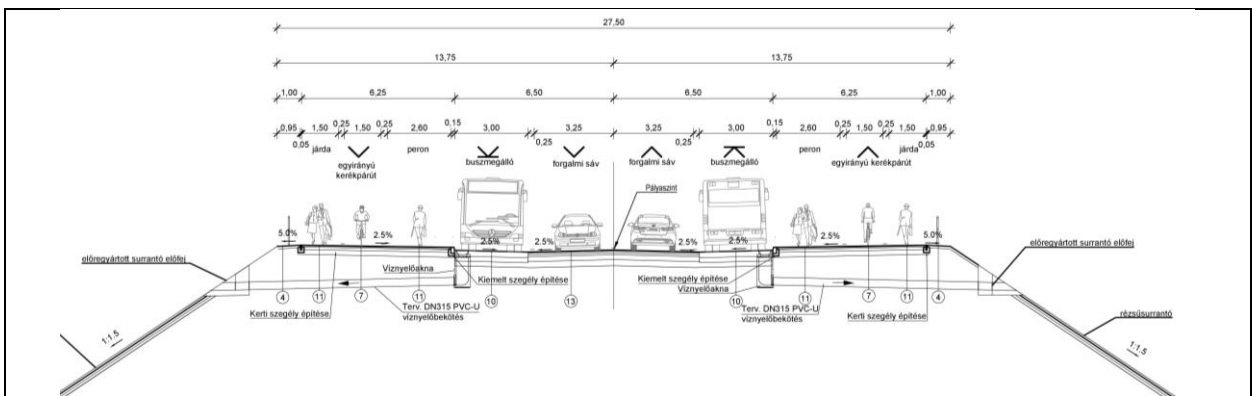 27,50
13,75 13,75
1,00 6,25 6,50 6,50 6,25 1,00
0,95 0,05 1,50 0,25 1,50 0,25 2,60 0,15 3,00 0,25 3,25 3,25 0,25 3,00 0,15 2,60 0,25 1,50 0,25 1,50 0,05 0,95
járda egyirányú kerékpárút peron buszmegálló forgalmi sáv forgalmi sáv buszmegálló peron egyirányú kerékpárút járda
Pályaszint
5.0% 2.5% 2.5% 2.5% 2.5% 2.5% 2.5% 5.0%
előregyártott surrantó előfej
Víznyelőakna
Kiemelt szegély építése
Kiemelt szegély építése
Víznyelőakna
előregyártott surrantó előfej
4 11 7 11 10 13 10 11 7 11 4
Kerti szegély építése
Terv. DN315 PVC-U
víznyelőbekötés
Terv. DN315 PVC-U
víznyelőbekötés
Kerti szegély építése
rézsűsurrantó
1:1.5
1:1.5